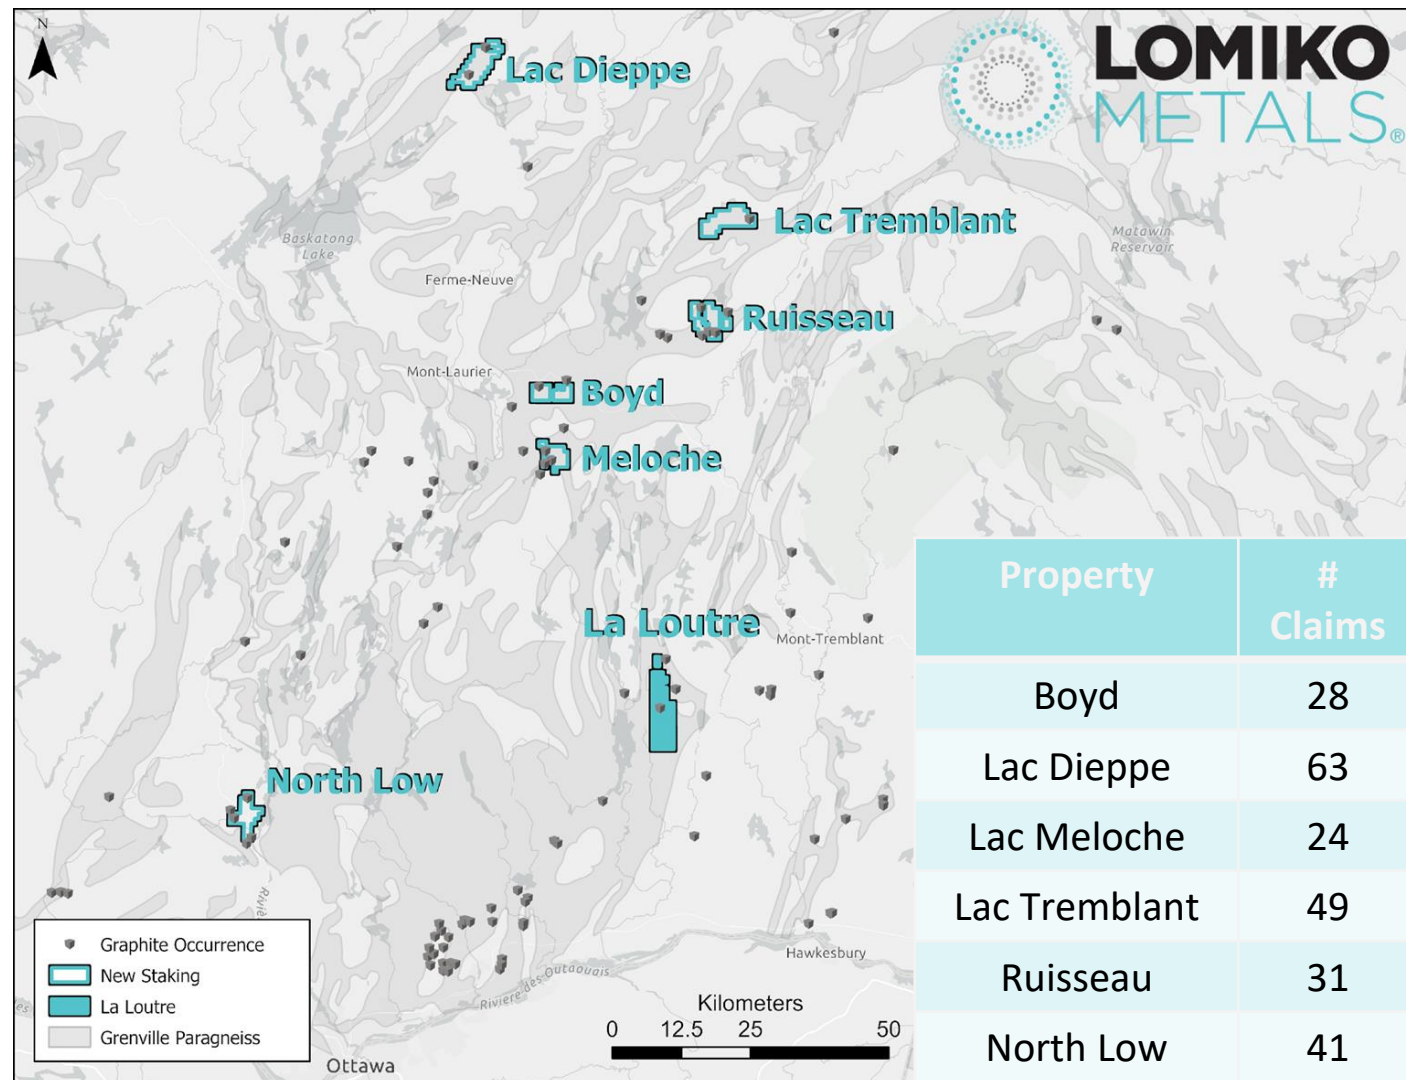 N
LOMIKO
METALS®
Lac Dieppe
Lac Tremblant
Baskatong
Lake
Matawin
Reservoir
Ferme-Neuve
Ruisseau
Mont-Laurier
Boyd
Meloche
La Loutre
Mont-Tremblant
North Low
Hawkesbury
Rivière des Outaouais
Ottawa
Graphite Occurrence
New Staking
La Loutre
Grenville Paragneiss
Kilometers
0 12.5 25 50
Property # Claims
Boyd 28
Lac Dieppe 63
Lac Meloche 24
Lac Tremblant 49
Ruisseau 31
North Low 41